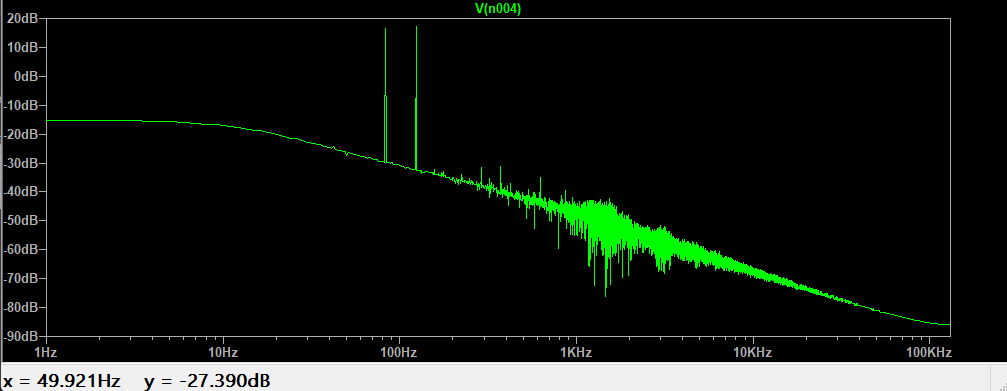 V(n004)
20dB
10dB
0dB
-10dB
-20dB
-30dB
-40dB
-50dB
-60dB
-70dB
-80dB
-90dB
1Hz 10Hz 100Hz 1KHz 10KHz 100KHz
x = 49.921Hz y = -27.390dB